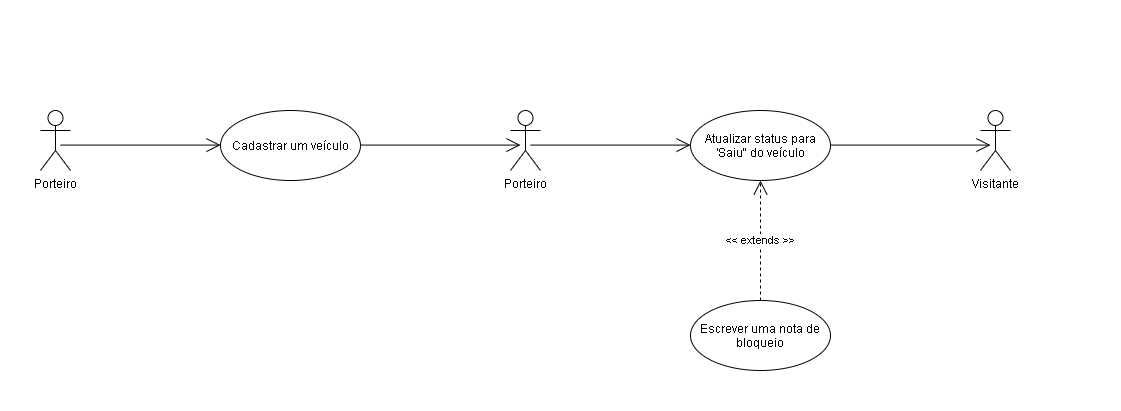 Cadastrar um veículo
Atualizar status para
'Saiu" do veículo
Porteiro
Porteiro
Visitante
<< extends >>
Escrever uma nota de
bloqueio